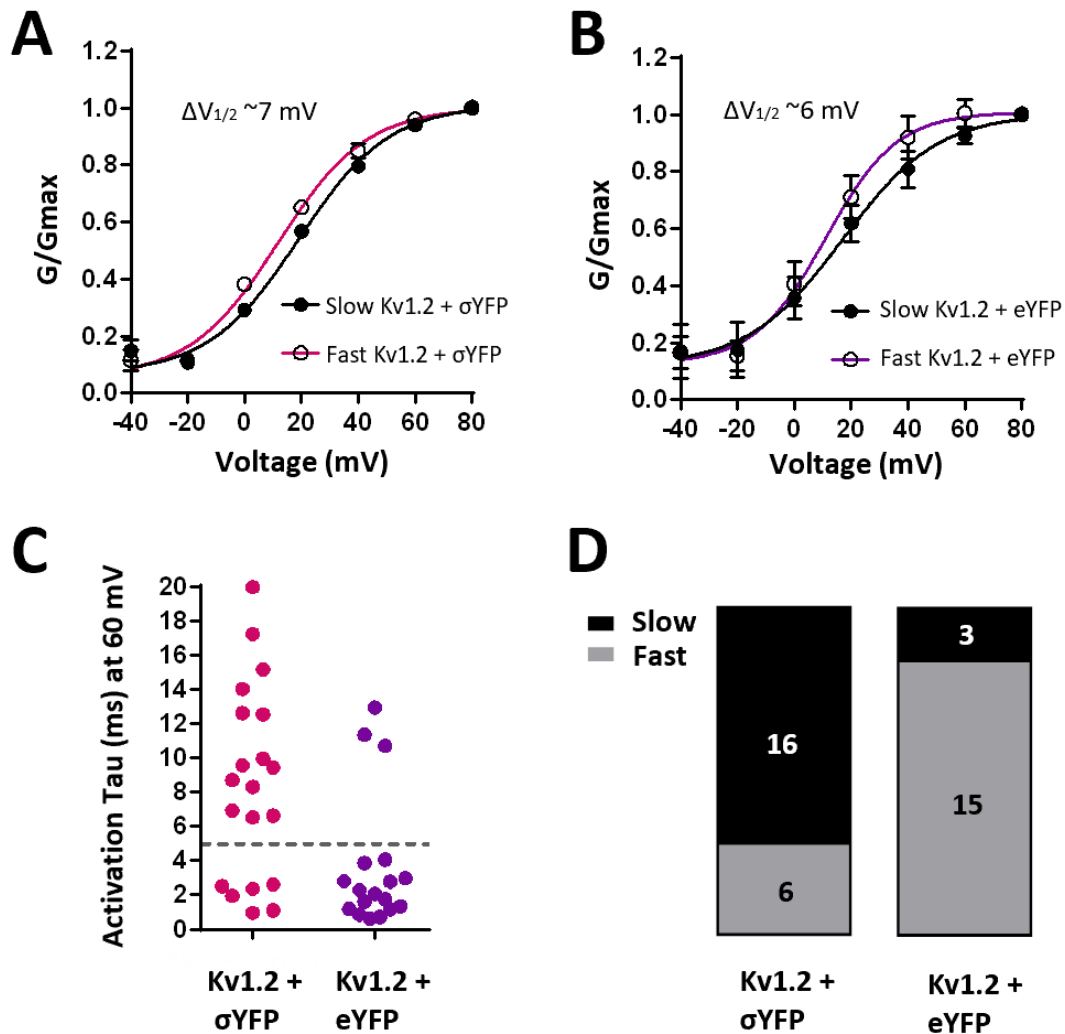 A
1.2
1.0
0.8
0.6
0.4
0.2
0.0
G/Gmax
ΔV1/2 ~7 mV
Slow Kv1.2 + σYFP
Fast Kv1.2 + σYFP
-40 -20 0 20 40 60 80
Voltage (mV)
B
1.2
1.0
0.8
0.6
0.4
0.2
0.0
G/Gmax
ΔV1/2 ~6 mV
Slow Kv1.2 + eYFP
Fast Kv1.2 + eYFP
-40 -20 0 20 40 60 80
Voltage (mV)
C
Activation Tau (ms) at 60 mV
20
18
16
14
12
10
8
6
4
2
0
Kv1.2 +
σYFP
Kv1.2 +
eYFP
D
Slow
Fast
16
6
3
15
Kv1.2 +
σYFP
Kv1.2 +
eYFP